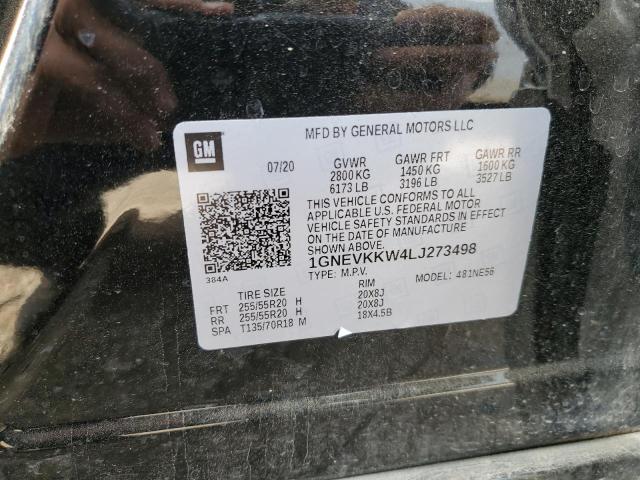 MFD BY GENERAL MOTORS LLC
GM
07/20 GVWR GAWR FRT GAWR RR
2800 KG 1450 KG 1600 KG
6173 LB 3196 LB 3527 LB
THIS VEHICLE CONFORMS TO ALL
APPLICABLE U.S. FEDERAL MOTOR
VEHICLE SAFETY STANDARDS IN EFFECT
ON THE DATE OF MANUFACTURE
SHOWN ABOVE.
1GNEVKKW4LJ273498
384A
TYPE: M.P.V. MODEL: 481NE56
TIRE SIZE RIM
FRT 255/55R20 H 20X8J
RR 255/55R20 H 20X8J
SPA T135/70R18 M 18X4.5B